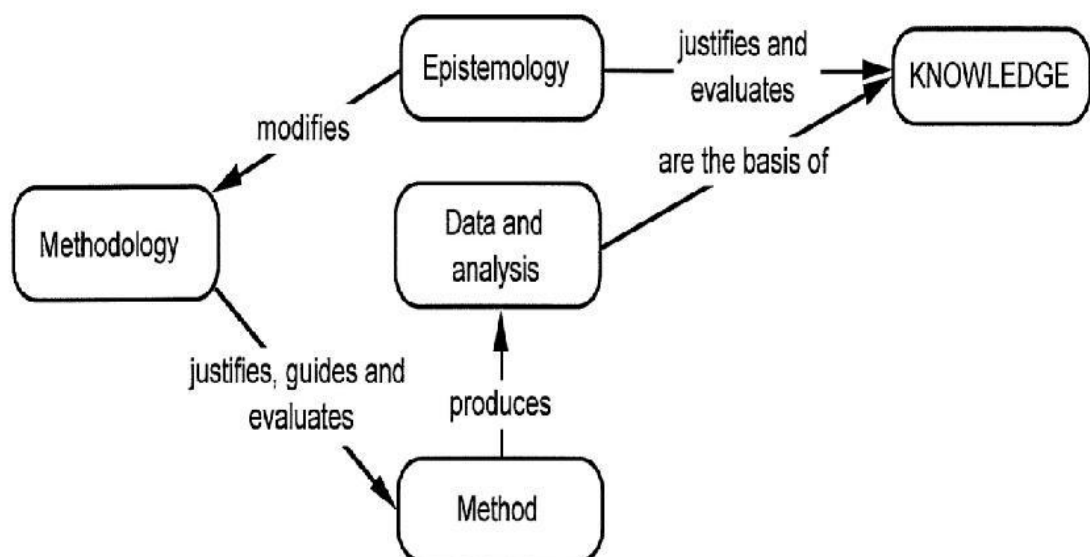 Epistemology
justifies and
evaluates
KNOWLEDGE
modifies
are the basis of
Methodology
Data and
analysis
justifies, guides and
evaluates
produces
Method